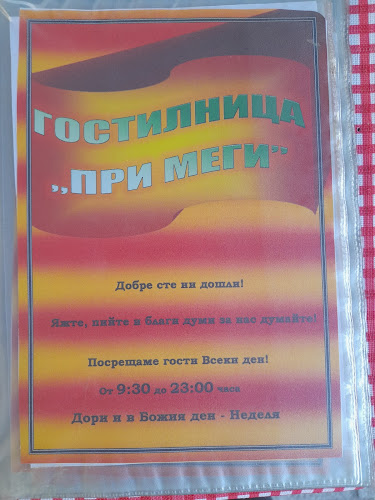 ГОСТИЛНИЦА
„ПРИ МЕГИ”
Добре сте ни дошли!
Яжте, пийте и благи думи за нас думайте!
Посрещаме гости Всеки ден!
От 9:30 до 23:00 часа
Дори и в Божия ден - Неделя